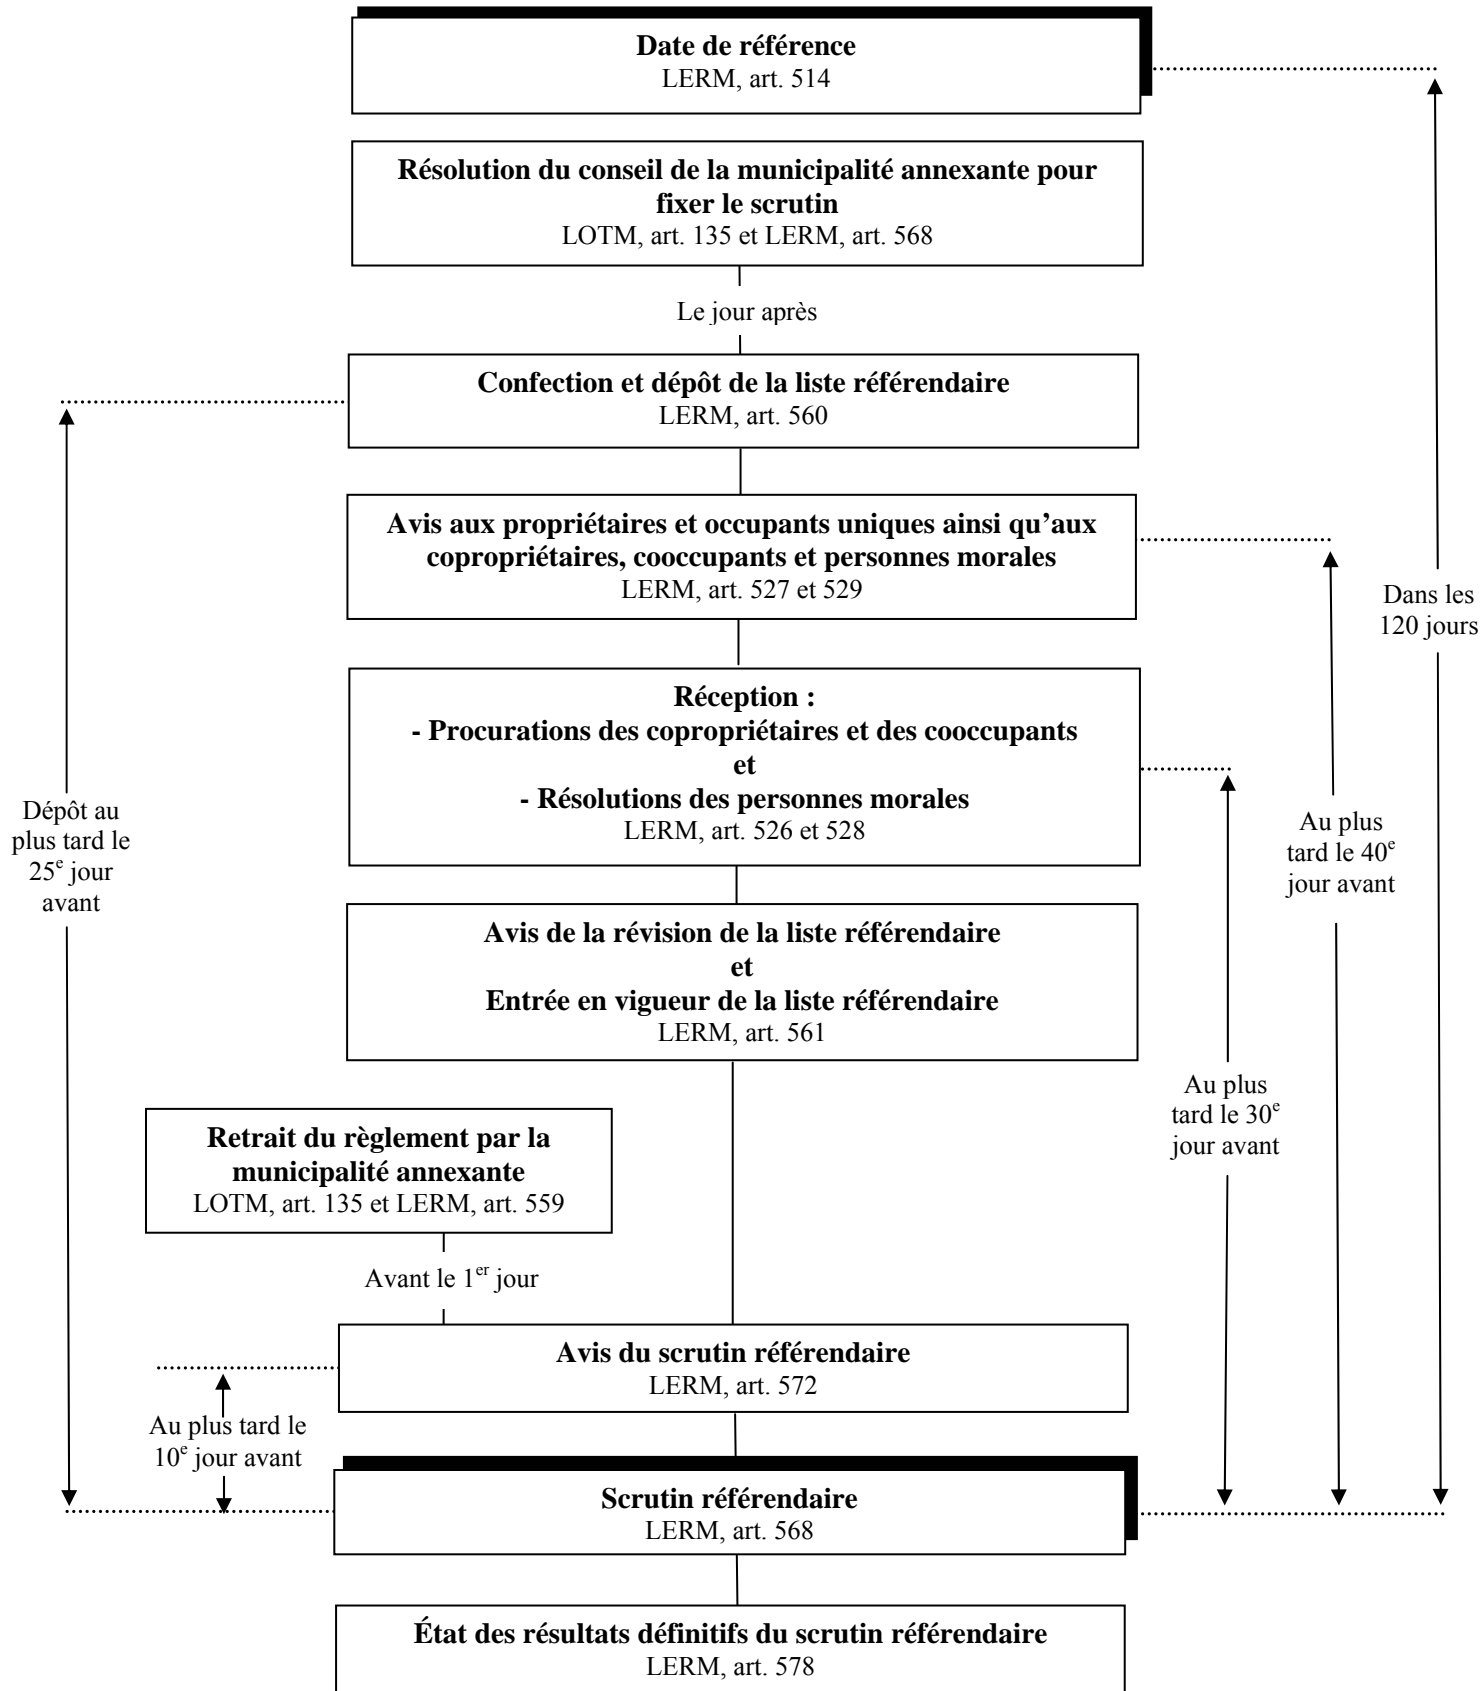 Date de référence
LERM, art. 514
Résolution du conseil de la municipalité annexante pour
fixer le scrutin
LOTM, art. 135 et LERM, art. 568
Le jour après
Confection et dépôt de la liste référendaire
LERM, art. 560
Avis aux propriétaires et occupants uniques ainsi qu’aux
copropriétaires, cooccupants et personnes morales
LERM, art. 527 et 529
Dans les
120 jours
Réception :
- Procurations des copropriétaires et des cooccupants
et
- Résolutions des personnes morales
LERM, art. 526 et 528
Dépôt au
plus tard le
25e jour
avant
Au plus
tard le 40e
jour avant
Avis de la révision de la liste référendaire
et
Entrée en vigueur de la liste référendaire
LERM, art. 561
Au plus
tard le 30e
jour avant
Retrait du règlement par la
municipalité annexante
LOTM, art. 135 et LERM, art. 559
Avant le 1er jour
Avis du scrutin référendaire
LERM, art. 572
Au plus tard le
10e jour avant
Scrutin référendaire
LERM, art. 568
État des résultats définitifs du scrutin référendaire
LERM, art. 578